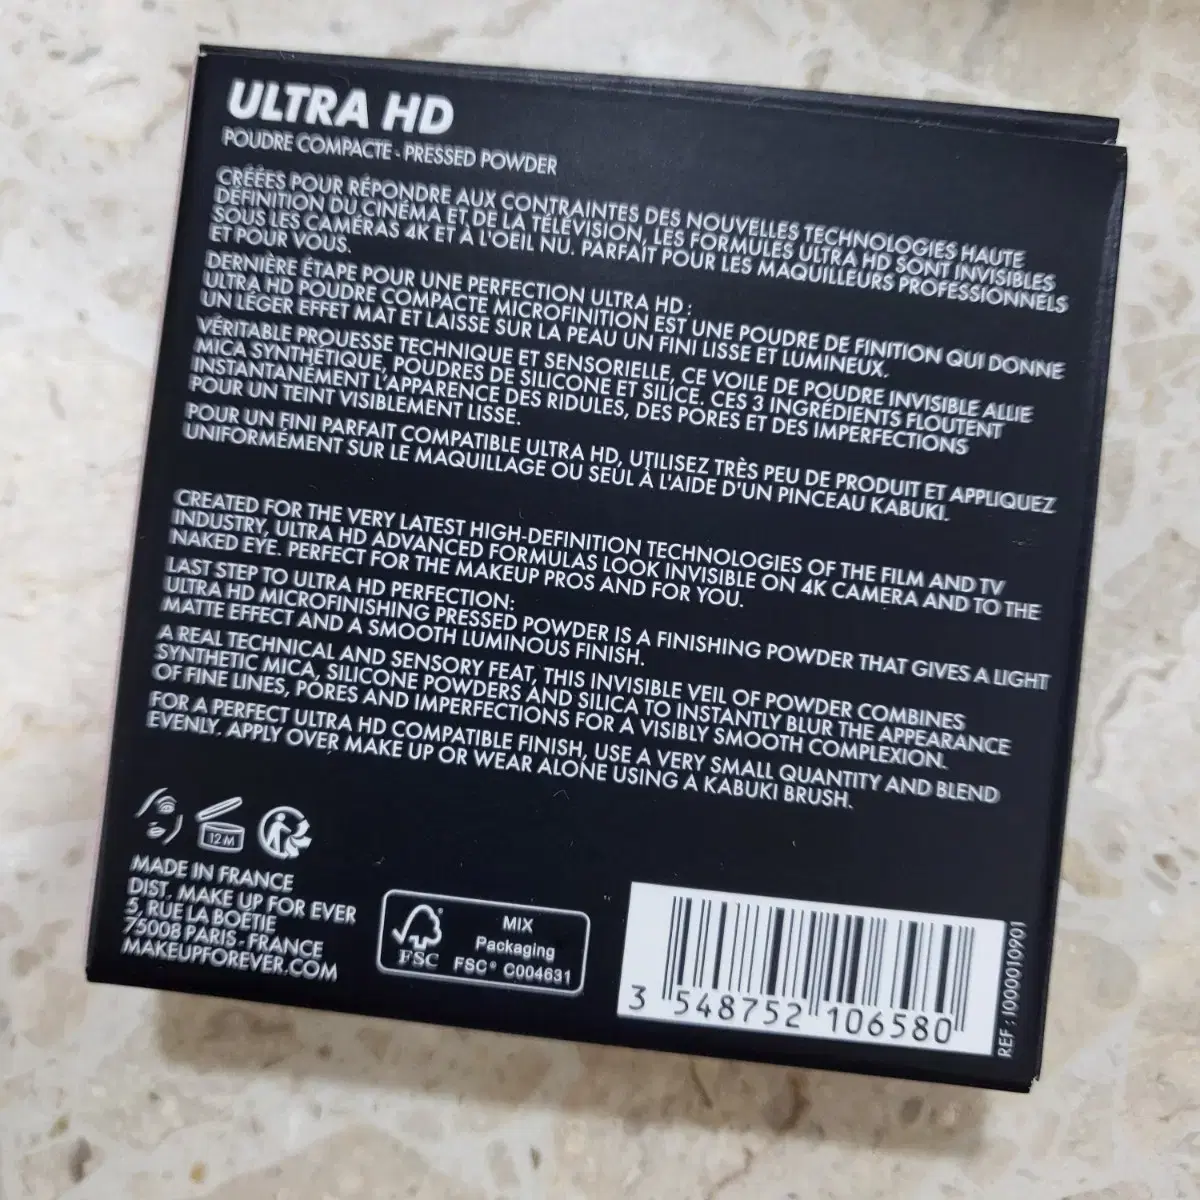 ULTRA HD
POUDRE COMPACTE - PRESSED POWDER
CRÉÉES POUR RÉPONDRE AUX CONTRAINTES DES NOUVELLES TECHNOLOGIES HAUTE
DÉFINITION DU CINÉMA ET DE LA TÉLÉVISION, LES FORMULES ULTRA HD SONT INVISIBLES
SOUS LES CAMÉRAS 4K ET À L'OEIL NU. PARFAIT POUR LES MAQUILLEURS PROFESSIONNELS
ET POUR VOUS.
DERNIÈRE ÉTAPE POUR UNE PERFECTION ULTRA HD :
ULTRA HD POUDRE COMPACTE MICROFINITION EST UNE POUDRE DE FINITION QUI DONNE
UN LÉGER EFFET MAT ET LAISSE SUR LA PEAU UN FINI LISSE ET LUMINEUX.
VÉRITABLE PROUESSE TECHNIQUE ET SENSORIELLE, CE VOILE DE POUDRE INVISIBLE ALLIE
MICA SYNTHÉTIQUE, POUDRES DE SILICONE ET SILICE. CES 3 INGRÉDIENTS FLOUTENT
INSTANTANÉMENT L'APPARENCE DES RIDULES, DES PORES ET DES IMPERFECTIONS
POUR UN TEINT VISIBLEMENT LISSE.
POUR UN FINI PARFAIT COMPATIBLE ULTRA HD, UTILISEZ TRÈS PEU DE PRODUIT ET APPLIQUEZ
UNIFORMÉMENT SUR LE MAQUILLAGE OU SEUL À L'AIDE D'UN PINCEAU KABUKI.
CREATED FOR THE VERY LATEST HIGH-DEFINITION TECHNOLOGIES OF THE FILM AND TV
INDUSTRY, ULTRA HD ADVANCED FORMULAS LOOK INVISIBLE ON 4K CAMERA AND TO THE
NAKED EYE. PERFECT FOR THE MAKEUP PROS AND FOR YOU.
LAST STEP TO ULTRA HD PERFECTION:
ULTRA HD MICROFINISHING PRESSED POWDER IS A FINISHING POWDER THAT GIVES A LIGHT
MATTE EFFECT AND A SMOOTH LUMINOUS FINISH.
A REAL TECHNICAL AND SENSORY FEAT, THIS INVISIBLE VEIL OF POWDER COMBINES
SYNTHETIC MICA, SILICONE POWDERS AND SILICA TO INSTANTLY BLUR THE APPEARANCE
OF FINE LINES, PORES AND IMPERFECTIONS FOR A VISIBLY SMOOTH COMPLEXION.
FOR A PERFECT ULTRA HD COMPATIBLE FINISH, USE A VERY SMALL QUANTITY AND BLEND
EVENLY. APPLY OVER MAKE UP OR WEAR ALONE USING A KABUKI BRUSH.
12 M
MADE IN FRANCE
DIST. MAKE UP FOR EVER
5, RUE LA BOÉTIE
75008 PARIS - FRANCE
MAKEUPFOREVER.COM
FSC
MIX
Packaging
FSC® C004631
3 548752 106580
REF : I000010901